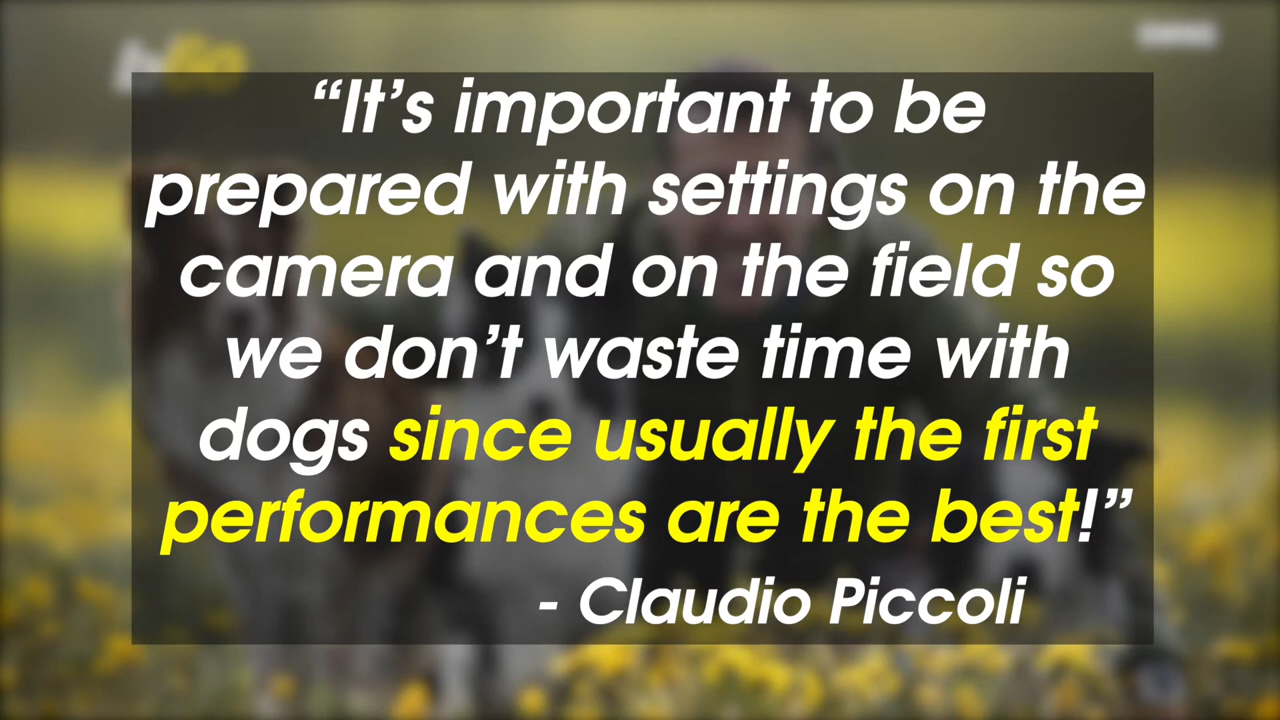 “It’s important to be
prepared with settings on the
camera and on the field so
we don’t waste time with
dogs since usually the first
performances are the best!”
- Claudio Piccoli